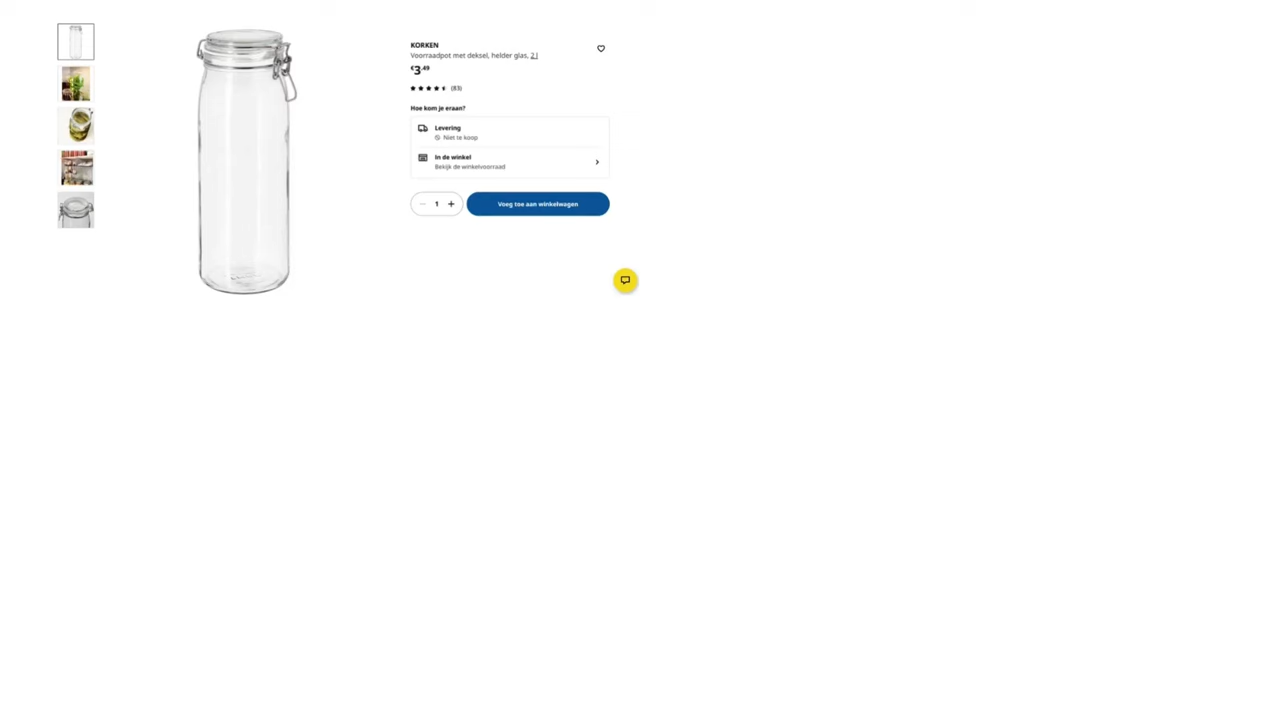 KORKEN
Voorraadpot met deksel, helder glas, 2 l
€3.49
(83)
Hoe kom je eraan?
Levering
Niet te koop
In de winkel
Bekijk de winkelvoorraad
1
Voeg toe aan winkelwagen